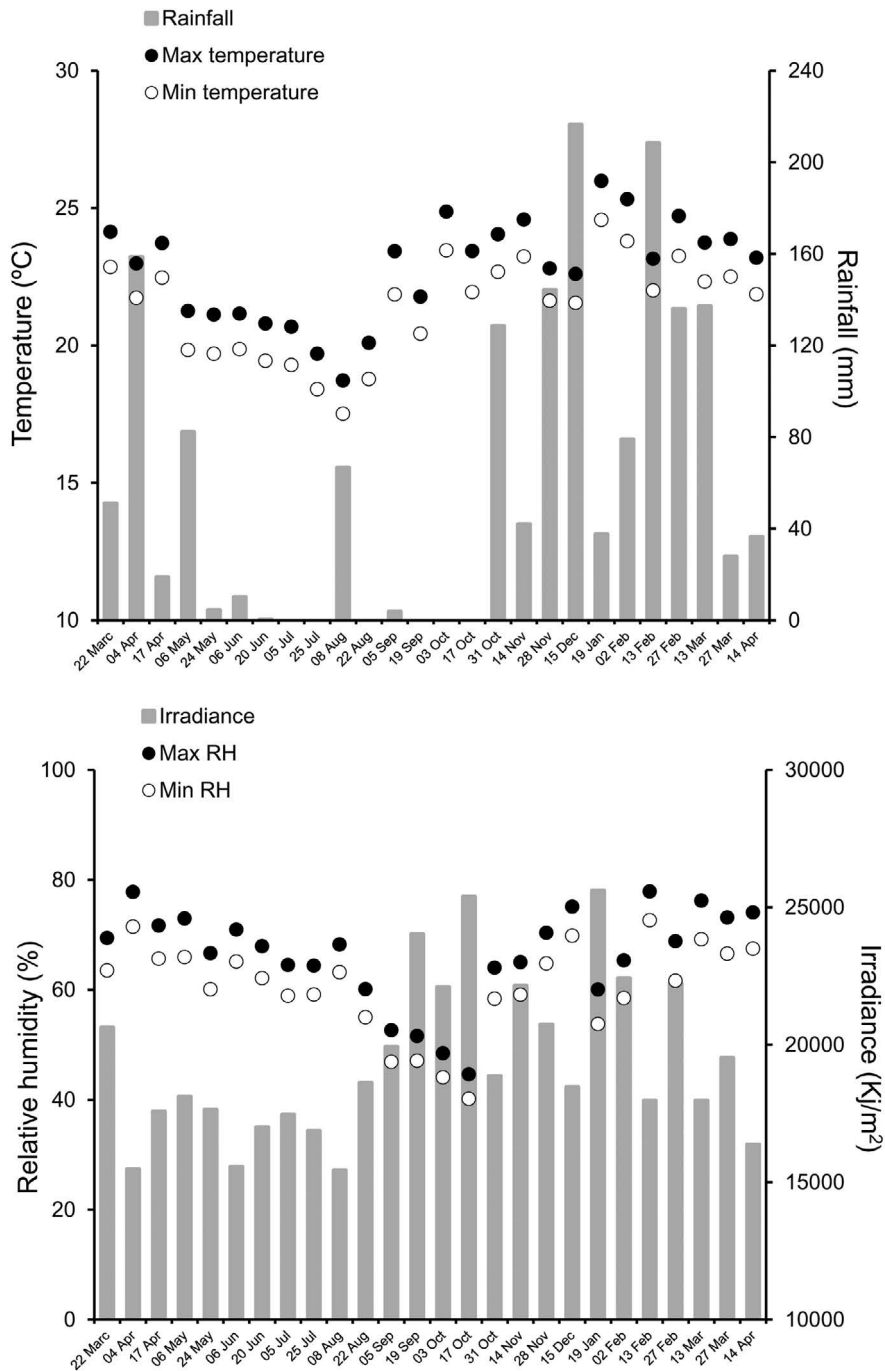 Rainfall
Max temperature
Min temperature
30
25
20
15
10
Temperature (ºC)
240
200
160
120
80
40
0
Rainfall (mm)
22 Marc
04 Apr
17 Apr
06 May
24 May
06 Jun
20 Jun
05 Jul
25 Jul
08 Aug
22 Aug
05 Sep
19 Sep
03 Oct
17 Oct
31 Oct
14 Nov
28 Nov
15 Dec
19 Jan
02 Feb
13 Feb
27 Feb
13 Mar
27 Mar
14 Apr
Irradiance
Max RH
Min RH
100
80
60
40
20
0
Relative humidity (%)
30000
25000
20000
15000
10000
Irradiance (Kj/m²)
22 Marc
04 Apr
17 Apr
06 May
24 May
06 Jun
20 Jun
05 Jul
25 Jul
08 Aug
22 Aug
05 Sep
19 Sep
03 Oct
17 Oct
31 Oct
14 Nov
28 Nov
15 Dec
19 Jan
02 Feb
13 Feb
27 Feb
13 Mar
27 Mar
14 Apr